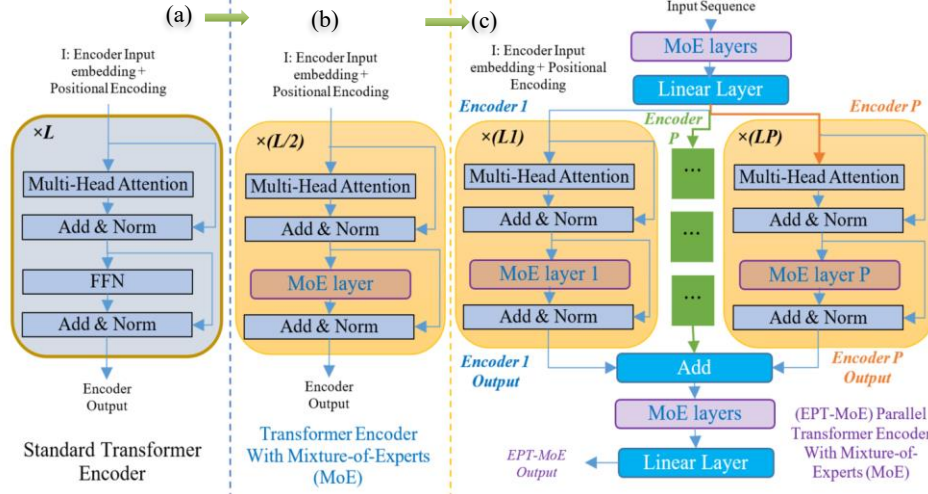 (a)
I: Encoder Input
embedding +
Positional Encoding
×L
Multi-Head Attention
Add & Norm
FFN
Add & Norm
Encoder
Output
Standard Transformer
Encoder
(b)
I: Encoder Input
embedding +
Positional Encoding
×(L/2)
Multi-Head Attention
Add & Norm
MoE layer
Add & Norm
Encoder
Output
Transformer Encoder
With Mixture-of-Experts
(MoE)
(c)
Input Sequence
MoE layers
Linear Layer
I: Encoder Input
embedding + Positional
Encoding
Encoder 1
×(L1)
Multi-Head Attention
Add & Norm
MoE layer 1
Add & Norm
Encoder 1
Output
Encoder
P
...
...
...
Encoder P
×(LP)
Multi-Head Attention
Add & Norm
MoE layer P
Add & Norm
Encoder P
Output
Add
MoE layers
Linear Layer
EPT-MoE
Output
(EPT-MoE) Parallel
Transformer Encoder
With Mixture-of-
Experts (MoE)